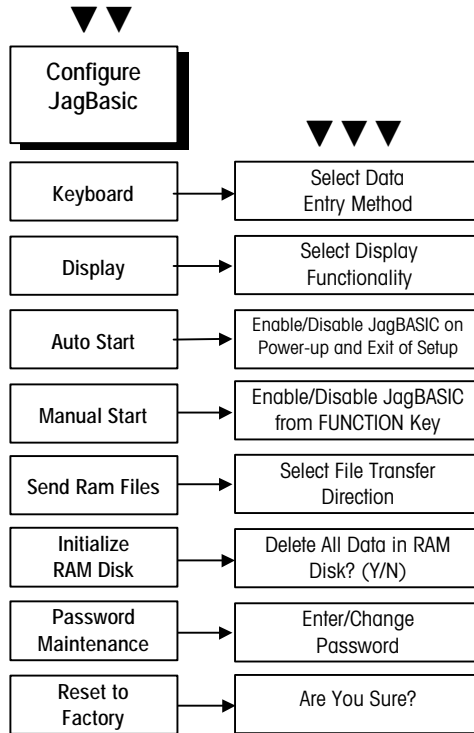 Configure
JagBasic
Keyboard
Select Data
Entry Method
Display
Select Display
Functionality
Auto Start
Enable/Disable JagBASIC on
Power-up and Exit of Setup
Manual Start
Enable/Disable JagBASIC
from FUNCTION Key
Send Ram Files
Select File Transfer
Direction
Initialize
RAM Disk
Delete All Data in RAM
Disk? (Y/N)
Password
Maintenance
Enter/Change
Password
Reset to
Factory
Are You Sure?